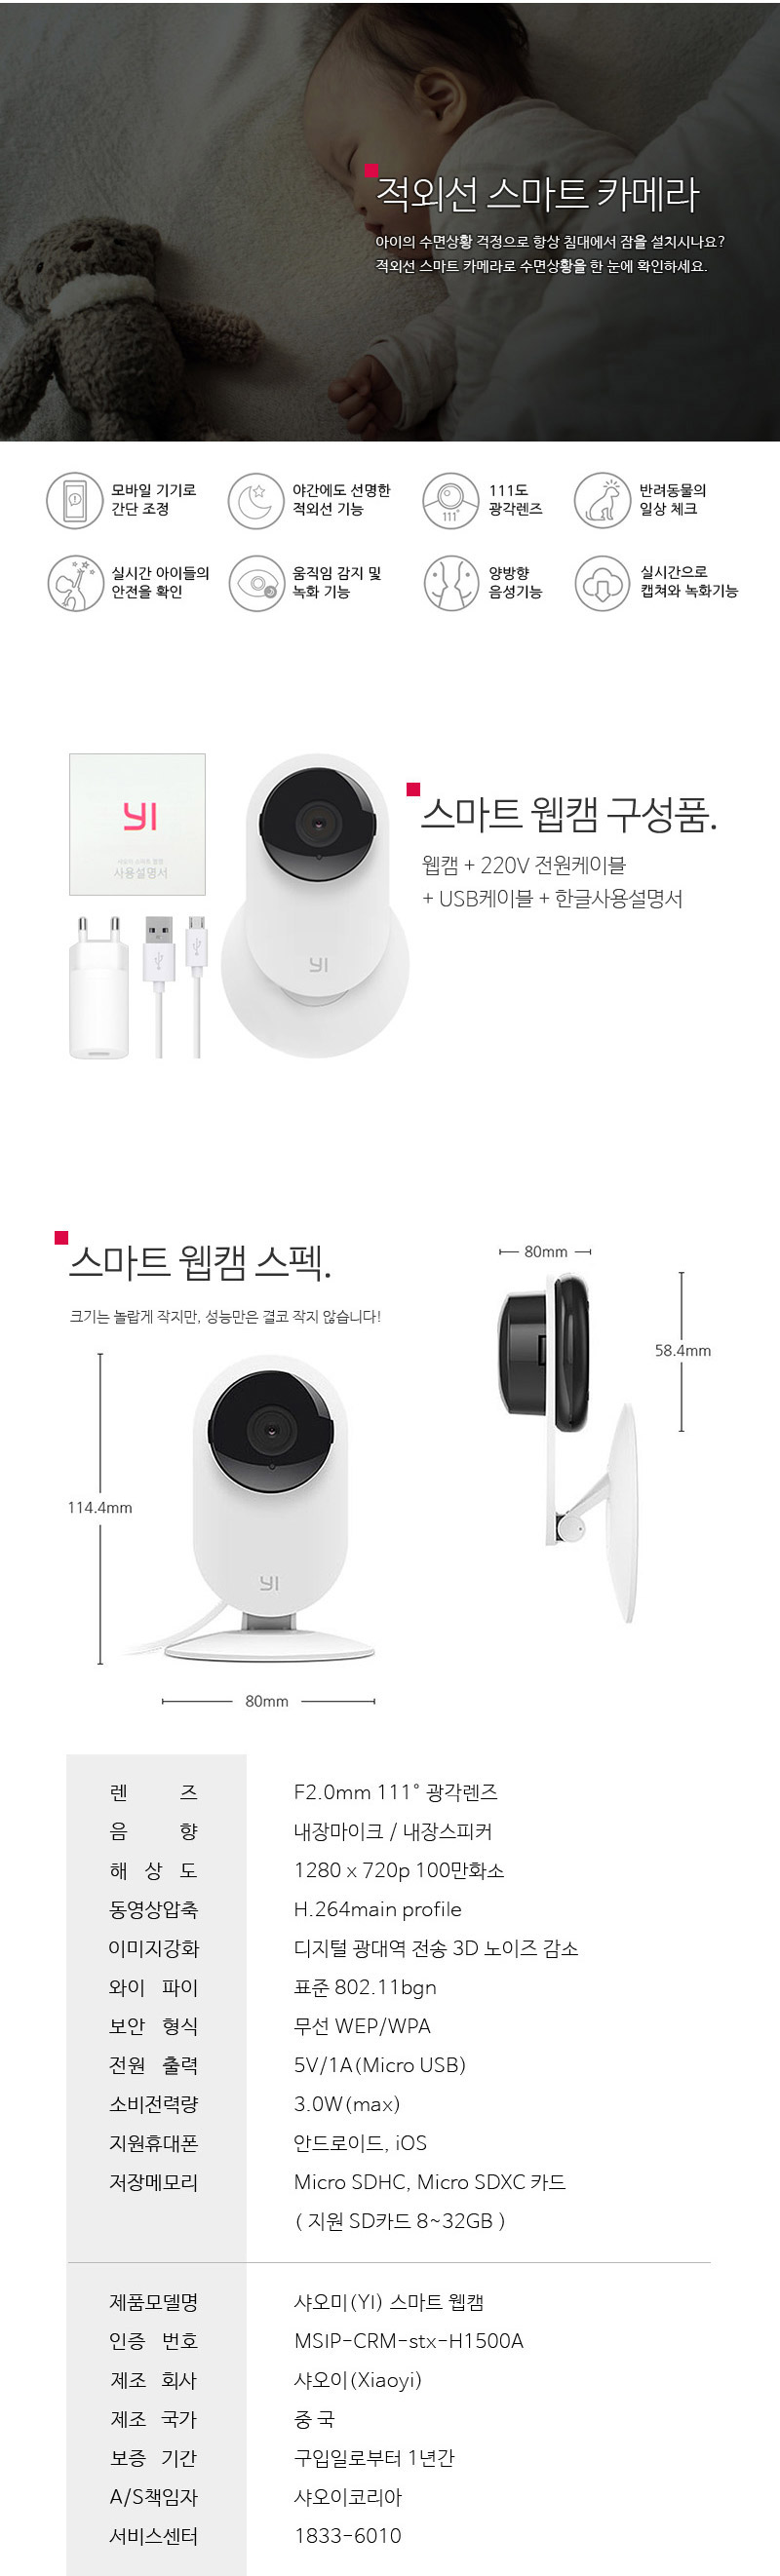 적외선 스마트 카메라
아이의 수면상황 걱정으로 항상 침대에서 잠을 설치시나요?
적외선 스마트 카메라로 수면상황을 한 눈에 확인하세요.
모바일 기기로
간단 조정
야간에도 선명한
적외선 기능
111°
111도
광각렌즈
반려동물의
일상 체크
실시간 아이들의
안전을 확인
움직임 감지 및
녹화 기능
양방향
음성기능
실시간으로
캡쳐와 녹화기능
YI
샤오미 스마트 웹캠
사용설명서
YI
스마트 웹캠 구성품.
웹캠 + 220V 전원케이블
+ USB케이블 + 한글사용설명서
스마트 웹캠 스펙.
크기는 놀랍게 작지만, 성능만은 결코 작지 않습니다!
80mm
58.4mm
114.4mm
YI
80mm
렌 즈 F2.0mm 111° 광각렌즈
음 향 내장마이크 / 내장스피커
해 상 도 1280 x 720p 100만화소
동영상압축 H.264main profile
이미지강화 디지털 광대역 전송 3D 노이즈 감소
와이 파이 표준 802.11bgn
보안 형식 무선 WEP/WPA
전원 출력 5V/1A(Micro USB)
소비전력량 3.0W(max)
지원휴대폰 안드로이드, iOS
저장메모리 Micro SDHC, Micro SDXC 카드
( 지원 SD카드 8~32GB )
제품모델명 샤오미(YI) 스마트 웹캠
인증 번호 MSIP-CRM-stx-H1500A
제조 회사 샤오이(Xiaoyi)
제조 국가 중 국
보증 기간 구입일로부터 1년간
A/S책임자 샤오이코리아
서비스센터 1833-6010